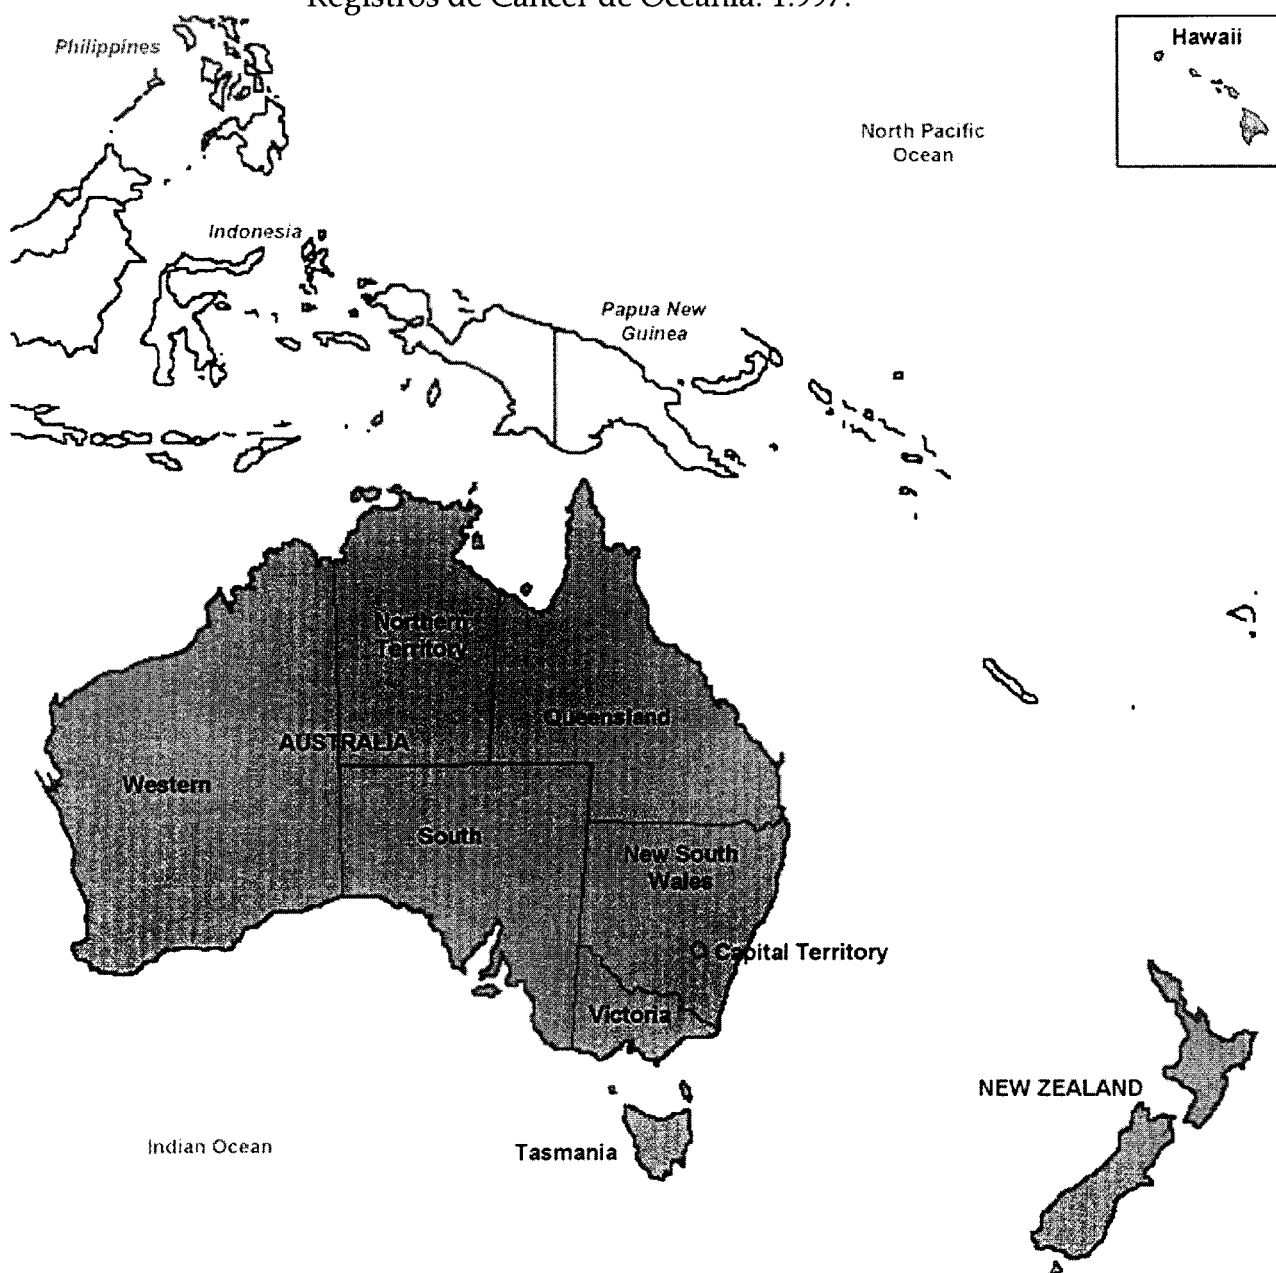 Registros de Cáncer de Oceanía. 1.997.
Philippines
Hawaii
North Pacific
Ocean
Indonesia
Papua New
Guinea
Northern
Territory
Queensland
AUSTRALIA
Western
South
New South
Wales
Capital Territory
Victoria
NEW ZEALAND
Indian Ocean
Tasmania